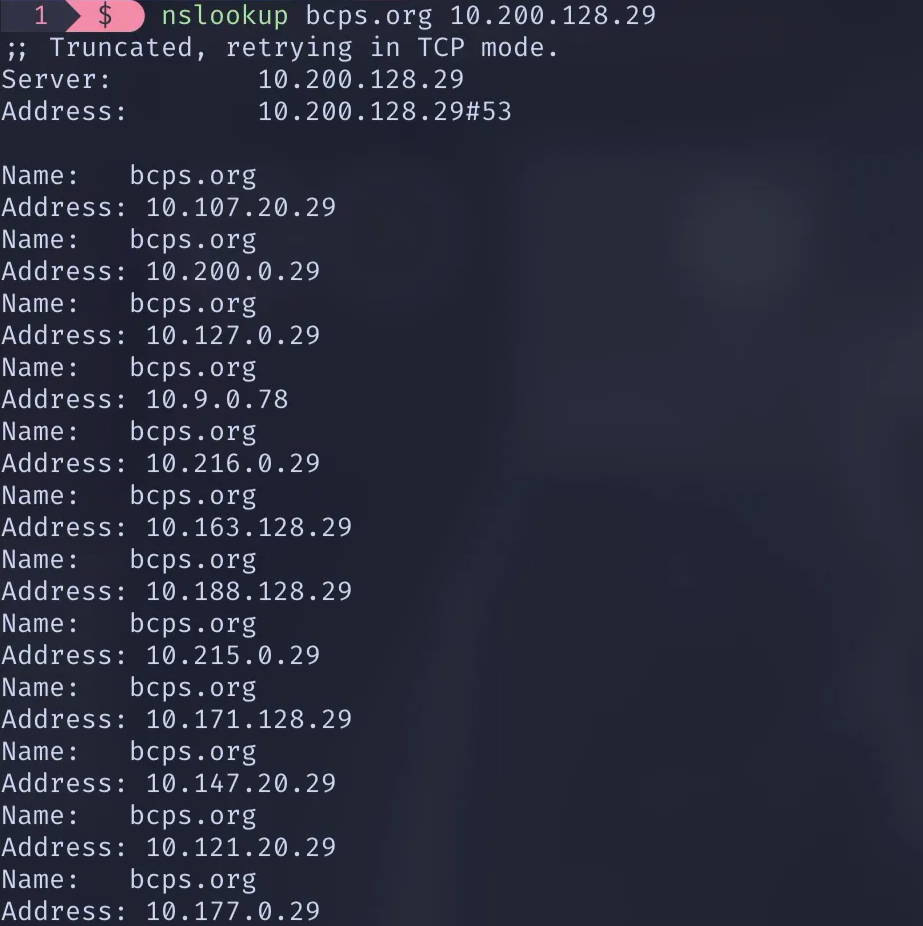 1 $ nslookup bcps.org 10.200.128.29
;; Truncated, retrying in TCP mode.
Server: 10.200.128.29
Address: 10.200.128.29#53
Name: bcps.org
Address: 10.107.20.29
Name: bcps.org
Address: 10.200.0.29
Name: bcps.org
Address: 10.127.0.29
Name: bcps.org
Address: 10.9.0.78
Name: bcps.org
Address: 10.216.0.29
Name: bcps.org
Address: 10.163.128.29
Name: bcps.org
Address: 10.188.128.29
Name: bcps.org
Address: 10.215.0.29
Name: bcps.org
Address: 10.171.128.29
Name: bcps.org
Address: 10.147.20.29
Name: bcps.org
Address: 10.121.20.29
Name: bcps.org
Address: 10.177.0.29